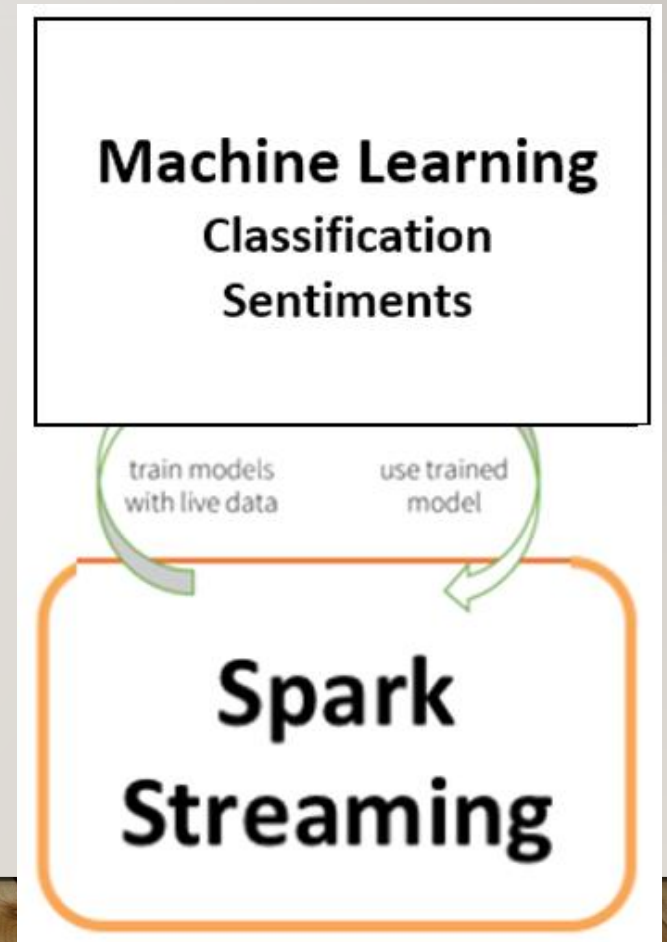 Machine Learning
Classification
Sentiments
train models
with live data
use trained
model
Spark
Streaming